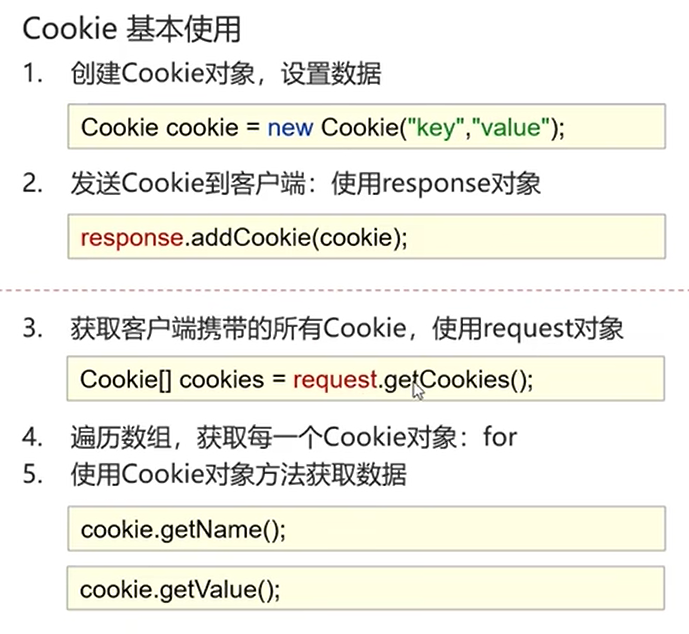 Cookie 基本使用
1. 创建Cookie对象，设置数据
Cookie cookie = new Cookie("key","value");
2. 发送Cookie到客户端：使用response对象
response.addCookie(cookie);
3. 获取客户端携带的所有Cookie，使用request对象
Cookie[] cookies = request.getCookies();
4. 遍历数组，获取每一个Cookie对象：for
5. 使用Cookie对象方法获取数据
cookie.getName();
cookie.getValue();